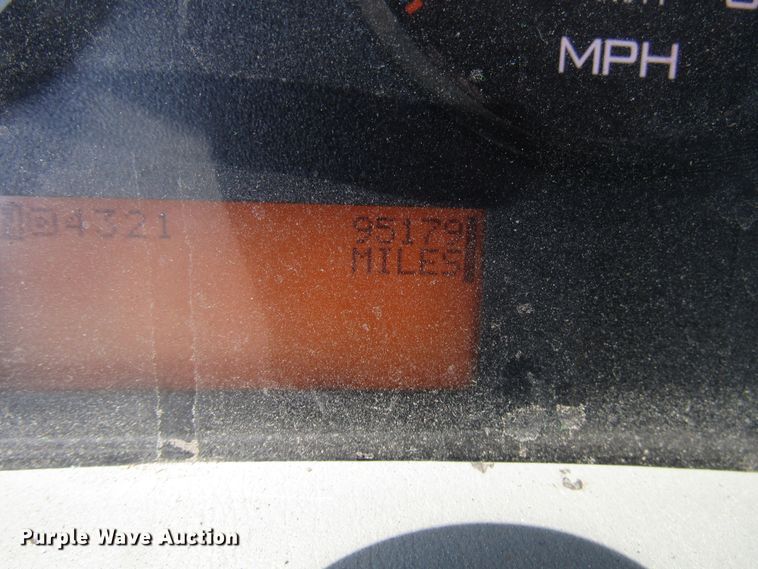 MPH
4321 95179
MILES
Purple Wave Auction